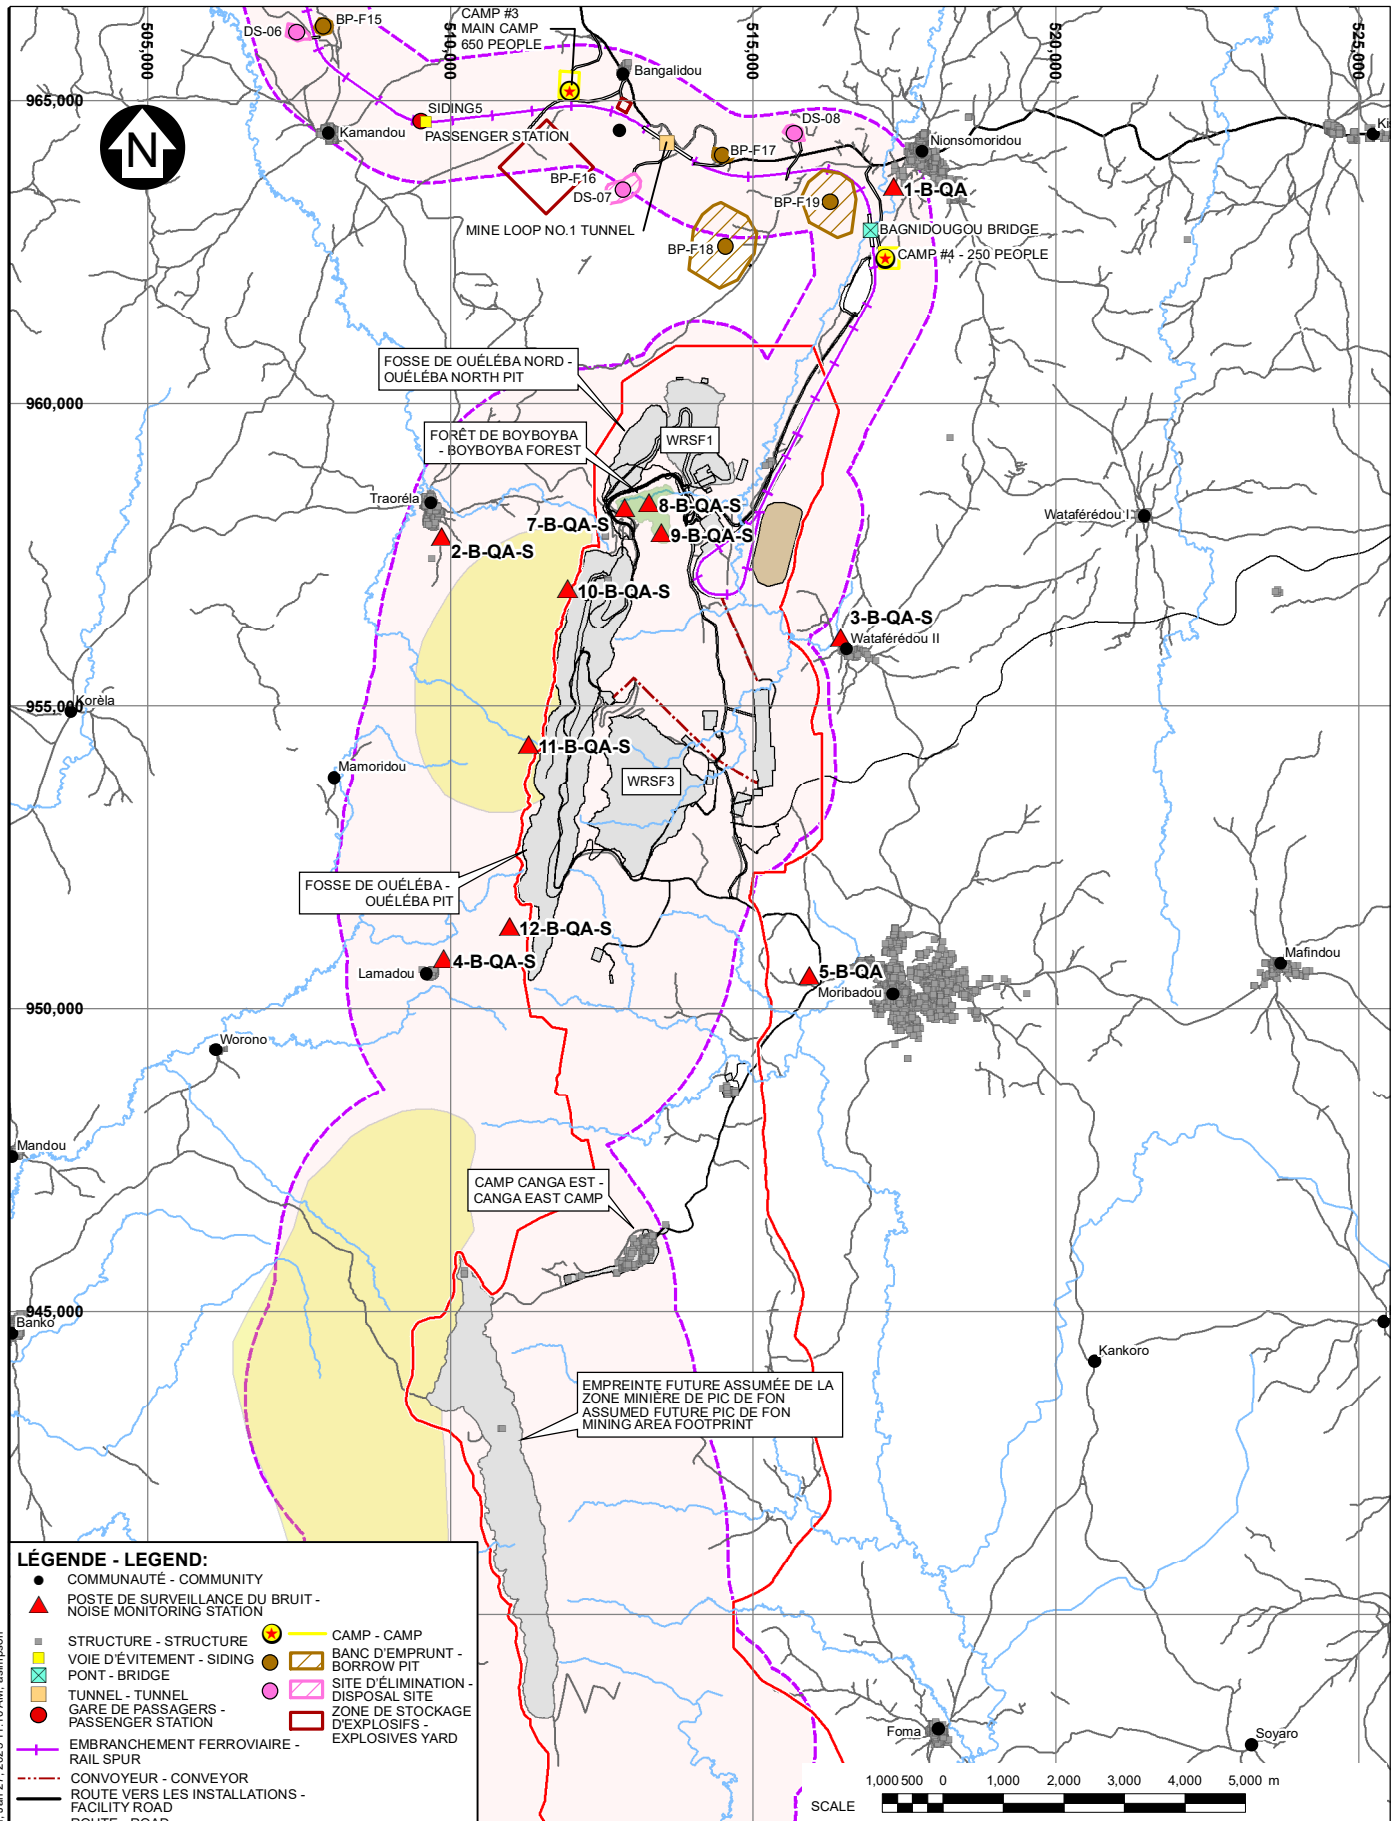 505,000
510,000
515,000
520,000
525,000
CAMP #3
MAIN CAMP
650 PEOPLE
DS-06
BP-F15
Bangalidou
965,000
N
SIDING5
PASSENGER STATION
Kamandou
DS-08
BP-F17
Nionsomoridou
BP-F16
DS-07
1-B-QA
BP-F19
MINE LOOP NO.1 TUNNEL
BAGNIDOUGOU BRIDGE
BP-F18
CAMP #4 - 250 PEOPLE
FOSSE DE OUÉLÉBA NORD -
OUÉLÉBA NORTH PIT
960,000
FORÊT DE BOYBOYBA
- BOYBOYBA FOREST
WRSF1
Traoréla
7-B-QA-S
8-B-QA-S
9-B-QA-S
Wataférédou I
2-B-QA-S
10-B-QA-S
3-B-QA-S
Wataférédou II
Korèla
955,000
11-B-QA-S
Mamoridou
WRSF3
FOSSE DE OUÉLÉBA -
OUÉLÉBA PIT
12-B-QA-S
4-B-QA-S
Lamadou
5-B-QA
Moribadou
Mafindou
950,000
Worono
Mandou
CAMP CANGA EST -
CANGA EAST CAMP
945,000
Banko
Kankoro
EMPREINTE FUTURE ASSUMÉE DE LA
ZONE MINIÈRE DE PIC DE FON
ASSUMED FUTURE PIC DE FON
MINING AREA FOOTPRINT
LÉGENDE - LEGEND:
COMMUNAUTÉ - COMMUNITY
POSTE DE SURVEILLANCE DU BRUIT -
NOISE MONITORING STATION
STRUCTURE - STRUCTURE
VOIE D'ÉVITEMENT - SIDING
PONT - BRIDGE
TUNNEL - TUNNEL
GARE DE PASSAGERS -
PASSENGER STATION
CAMP - CAMP
BANC D'EMPRUNT -
BORROW PIT
SITE D'ÉLIMINATION -
DISPOSAL SITE
ZONE DE STOCKAGE
D'EXPLOSIFS -
EXPLOSIVES YARD
EMBRANCHEMENT FERROVIAIRE -
RAIL SPUR
CONVOYEUR - CONVEYOR
ROUTE VERS LES INSTALLATIONS -
FACILITY ROAD
Foma
Soyaro
SCALE
1,000 500 0 1,000 2,000 3,000 4,000 5,000 m